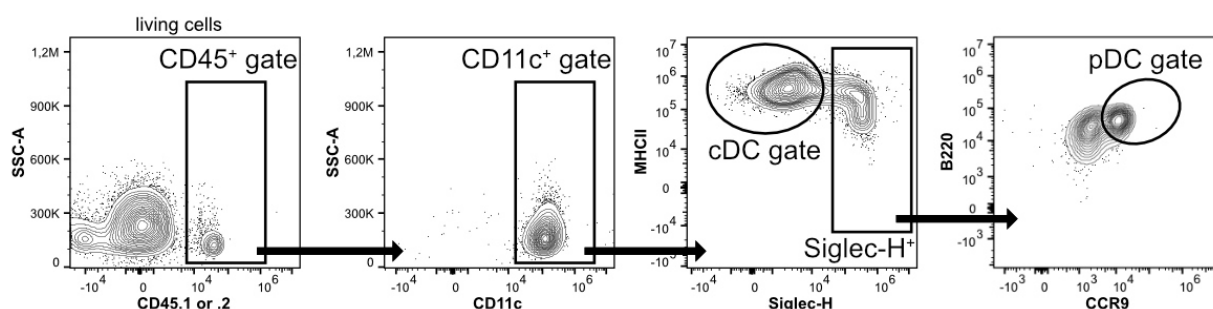 living cells
CD45⁺ gate
SSC-A
1,2M
900K
600K
300K
0
-10⁴ 0 10⁴ 10⁶
CD45.1 or .2
CD11c⁺ gate
SSC-A
1,2M
900K
600K
300K
0
-10⁴ 0 10⁴ 10⁶
CD11c
MHCII
10⁷
10⁶
10⁵
10⁴
0
-10⁴
-10⁵
cDC gate
Siglec-H⁺
-10⁴ 0 10⁴ 10⁶
Siglec-H
pDC gate
B220
10⁷
10⁶
10⁵
10⁴
10³
0
-10³
-10³ 0 10³ 10⁴ 10⁶
CCR9